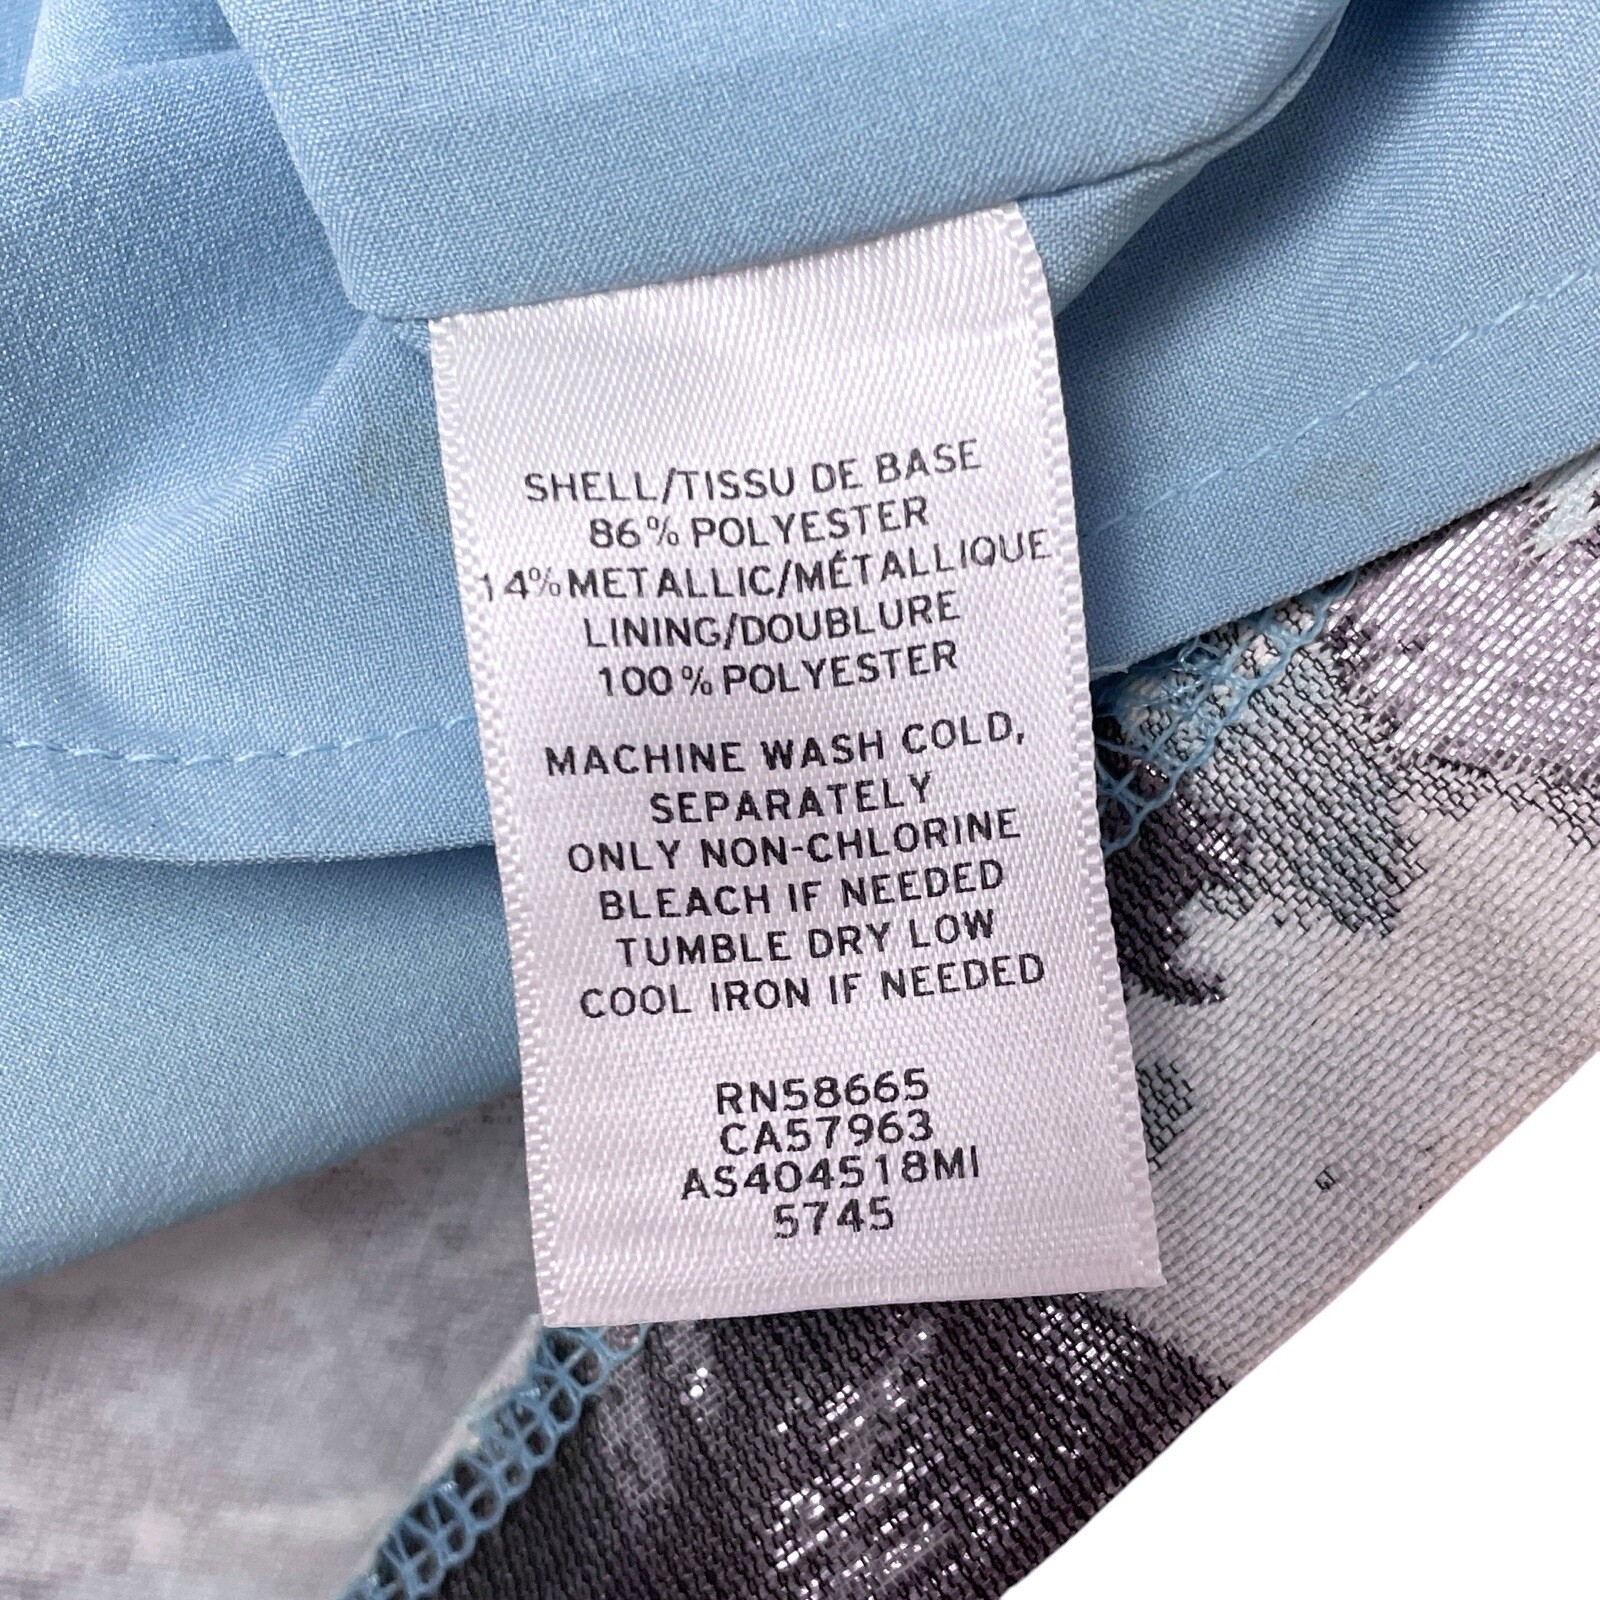 SHELL/TISSU DE BASE
86% POLYESTER
14% METALLIC/MÉTALLIQUE
LINING/DOUBLURE
100% POLYESTER
MACHINE WASH COLD,
SEPARATELY
ONLY NON-CHLORINE
BLEACH IF NEEDED
TUMBLE DRY LOW
COOL IRON IF NEEDED
RN58665
CA57963
AS404518MI
5745